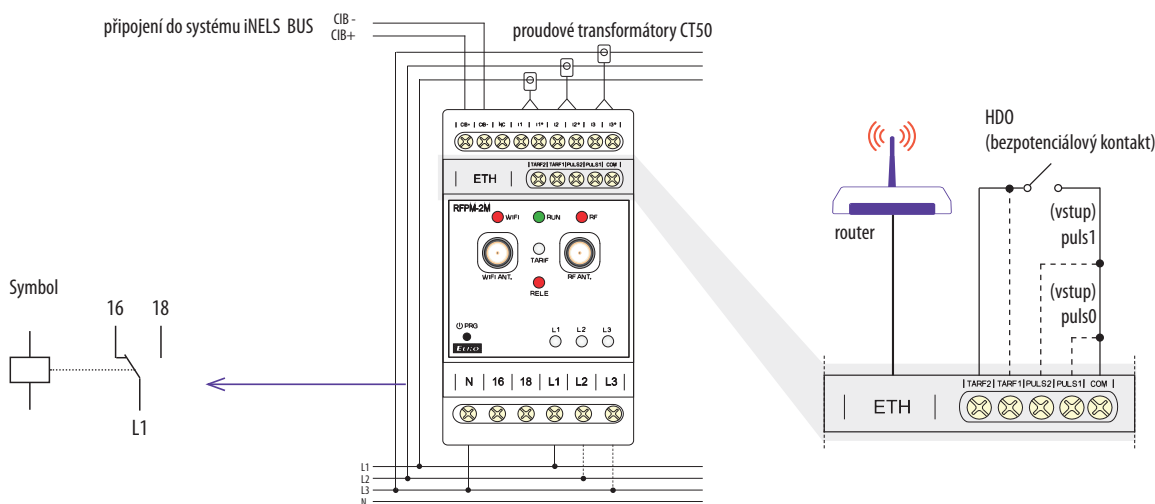 připojení do systému iNELS BUS
CIB -
CIB+
proudové transformátory CT50
| CIB+ | CIB- | NC | I1 | I1* | I2 | I2* | I3 | I3* |
|TARF2|TARF1|PULS2|PULS1| COM |
| ETH |
RFPM-2M
WIFI
RUN
RF
TARIF
WIFI ANT.
RF ANT.
RELE
PRG
L1
L2
L3
ELKO
| N | 16 | 18 | L1 | L2 | L3 |
L1
L2
L3
N
Symbol
16
18
L1
router
HDO
(bezpotenciálový kontakt)
(vstup)
puls1
(vstup)
puls0
| ETH |
|TARF2|TARF1|PULS2|PULS1| COM |